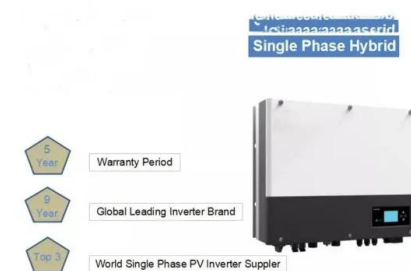 Single Phase Hybrid
5
Year
Warranty Period
9
Year
Global Leading Inverter Brand
Top 3
World Single Phase PV Inverter Suppler